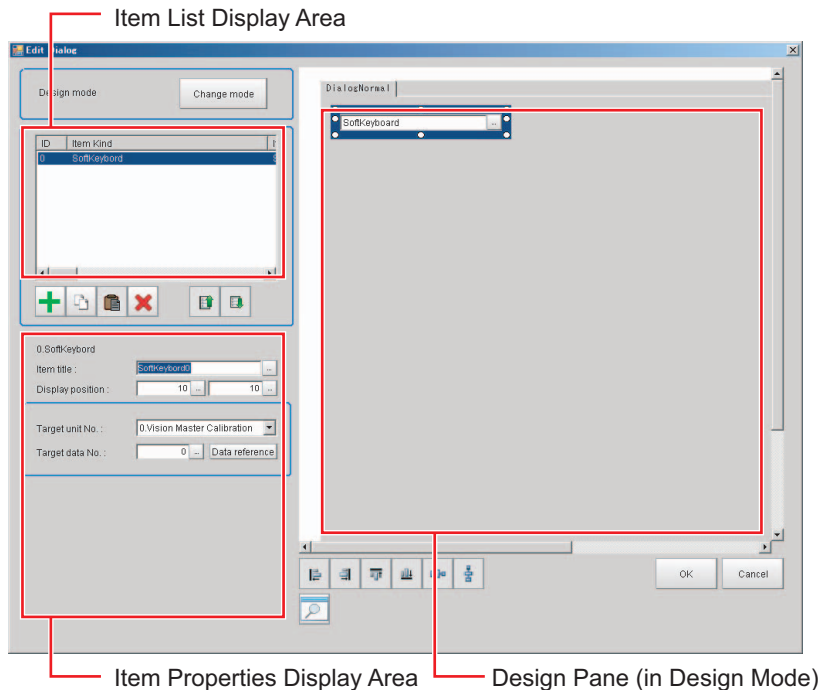 Item List Display Area
Edit Dialog
Design mode
Change mode
DialogNormal
SoftKeyboard
ID Item Kind
0 SoftKeybord
0.SoftKeybord
Item title :
SoftKeybord0
Display position :
10
10
Target unit No. :
0.Vision Master Calibration
Target data No. :
0
Data reference
OK
Cancel
Item Properties Display Area
Design Pane (in Design Mode)